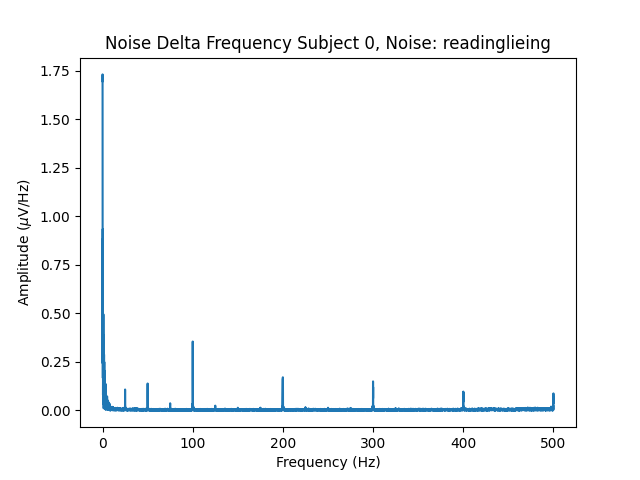 Noise Delta Frequency Subject 0, Noise: readinglieing
1.75
1.50
1.25
1.00
0.75
0.50
0.25
0.00
Amplitude (μV/Hz)
0 100 200 300 400 500
Frequency (Hz)